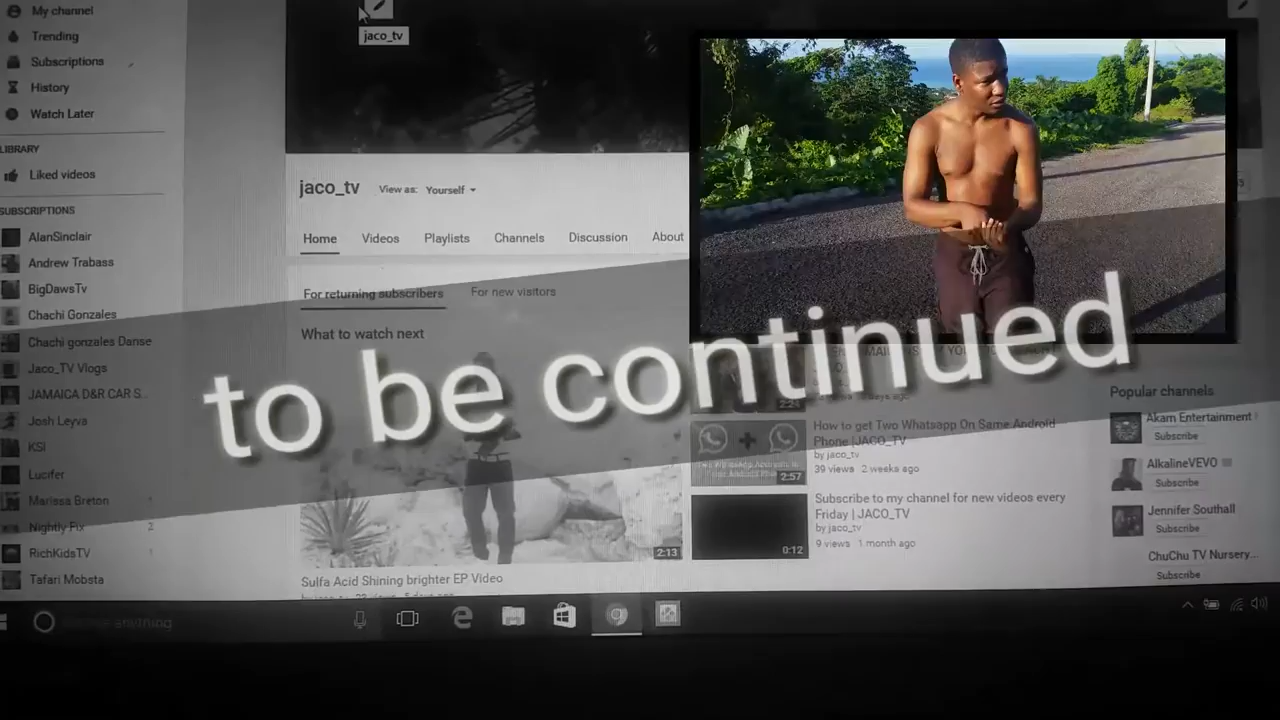 My channel
Trending
Subscriptions
History
Watch Later
LIBRARY
Liked videos
SUBSCRIPTIONS
AlanSinclair
Andrew Trabass
BigDawsTv
Chachi Gonzales
Chachi gonzales Danse
Jaco_TV Vlogs
JAMAICA D&R CAR S...
Josh Leyva
KSI
Lucifer
Marissa Breton 1
Nightly Fix 2
RichKidsTV 1
Tafari Mobsta
jaco_tv
jaco_tv View as: Yourself
Home Videos Playlists Channels Discussion About
For returning subscribers For new visitors
What to watch next
to be continued
2:13
Sulfa Acid Shining brighter EP Video
How to get Two Whatsapp On Same Android
Phone |JACO_TV
by jaco_tv
39 views 2 weeks ago
2:57
Subscribe to my channel for new videos every
Friday | JACO_TV
by jaco_tv
9 views 1 month ago
0:12
Popular channels
Akam Entertainment
Subscribe
AlkalineVEVO
Subscribe
Jennifer Southall
Subscribe
ChuChu TV Nursery...
Subscribe
anything